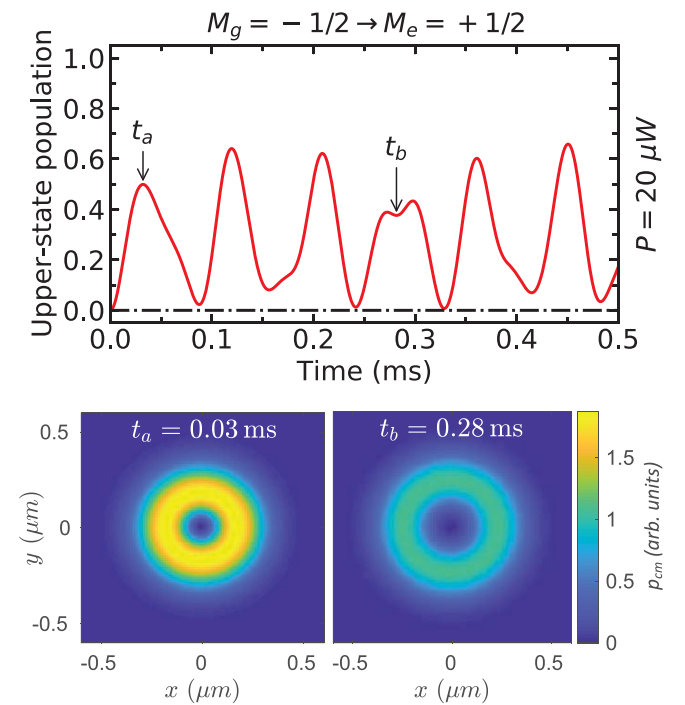 M_g = − 1/2 → M_e = + 1/2
Upper-state population
1.0
0.8
0.6
0.4
0.2
0.0
t_a
t_b
P = 20 μW
0.0 0.1 0.2 0.3 0.4 0.5
Time (ms)
t_a = 0.03 ms
t_b = 0.28 ms
y (μm)
0.5
0
-0.5
-0.5 0 0.5
x (μm)
-0.5 0 0.5
x (μm)
1.5
1
0.5
0
p_cm (arb. units)